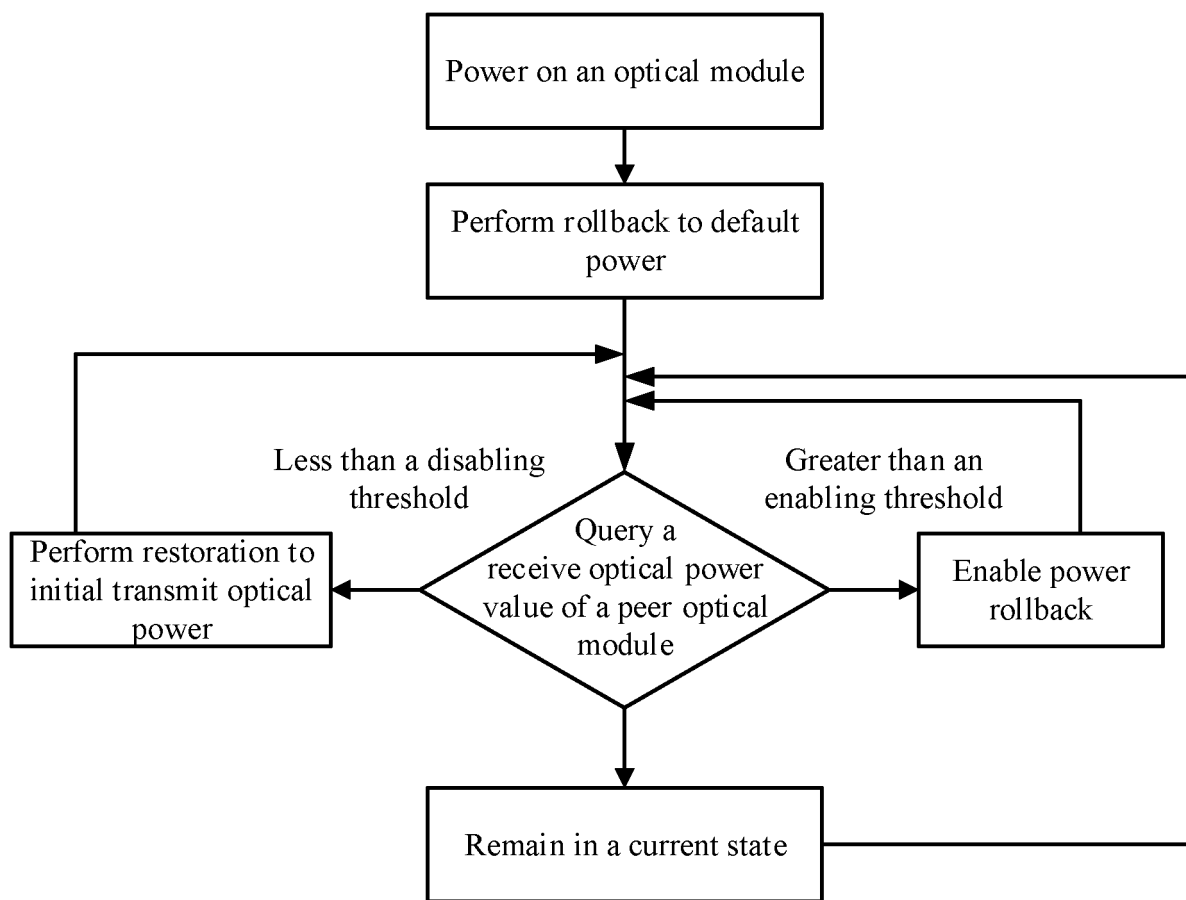 Power on an optical module
Perform rollback to default
power
Less than a disabling
threshold
Greater than an
enabling threshold
Query a
receive optical power
value of a peer optical
module
Perform restoration to
initial transmit optical
power
Enable power
rollback
Remain in a current state